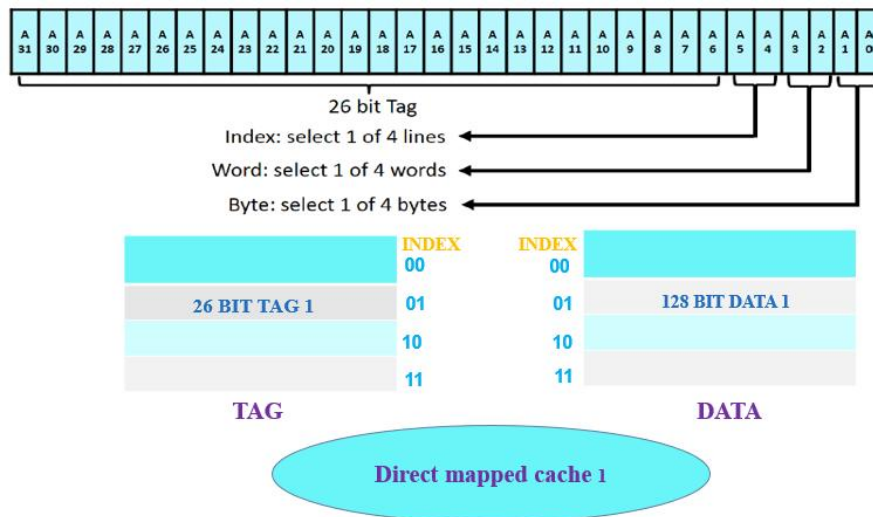 A 31 A 30 A 29 A 28 A 27 A 26 A 25 A 24 A 23 A 22 A 21 A 20 A 19 A 18 A 17 A 16 A 15 A 14 A 13 A 12 A 11 A 10 A 9 A 8 A 7 A 6 A 5 A 4 A 3 A 2 A 1 A 0
26 bit Tag
Index: select 1 of 4 lines
Word: select 1 of 4 words
Byte: select 1 of 4 bytes
INDEX INDEX
00 00
26 BIT TAG 1 01 01 128 BIT DATA 1
10 10
11 11
TAG DATA
Direct mapped cache 1